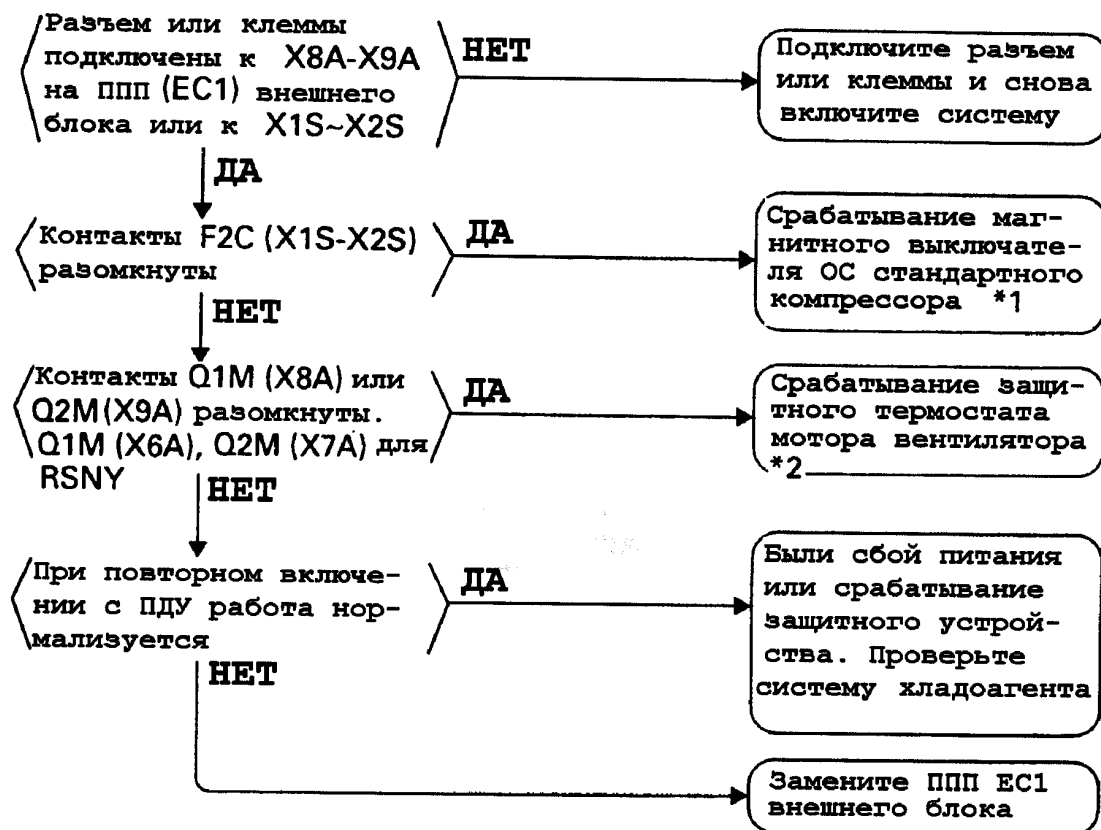 Разъем или клеммы
подключены к X8A-X9A
на ППП (EC1) внешнего
блока или к X1S~X2S
НЕТ
Подключите разъем
или клеммы и снова
включите систему
ДА
Контакты F2C (X1S-X2S)
разомкнуты
ДА
Срабатывание маг-
нитного выключате-
ля ОС стандартного
компрессора *1
НЕТ
Контакты Q1M (X8A) или
Q2M (X9A) разомкнуты.
Q1M (X6A), Q2M (X7A) для
RSNY
ДА
Срабатывание защи-
тного термостата
мотора вентилятора
*2
НЕТ
При повторном включе-
нии с ПДУ работа нор-
мализуется
ДА
Были сбой питания
или срабатывание
защитного устрой-
ства. Проверьте
систему хладоагента
НЕТ
Замените ППП EC1
внешнего блока